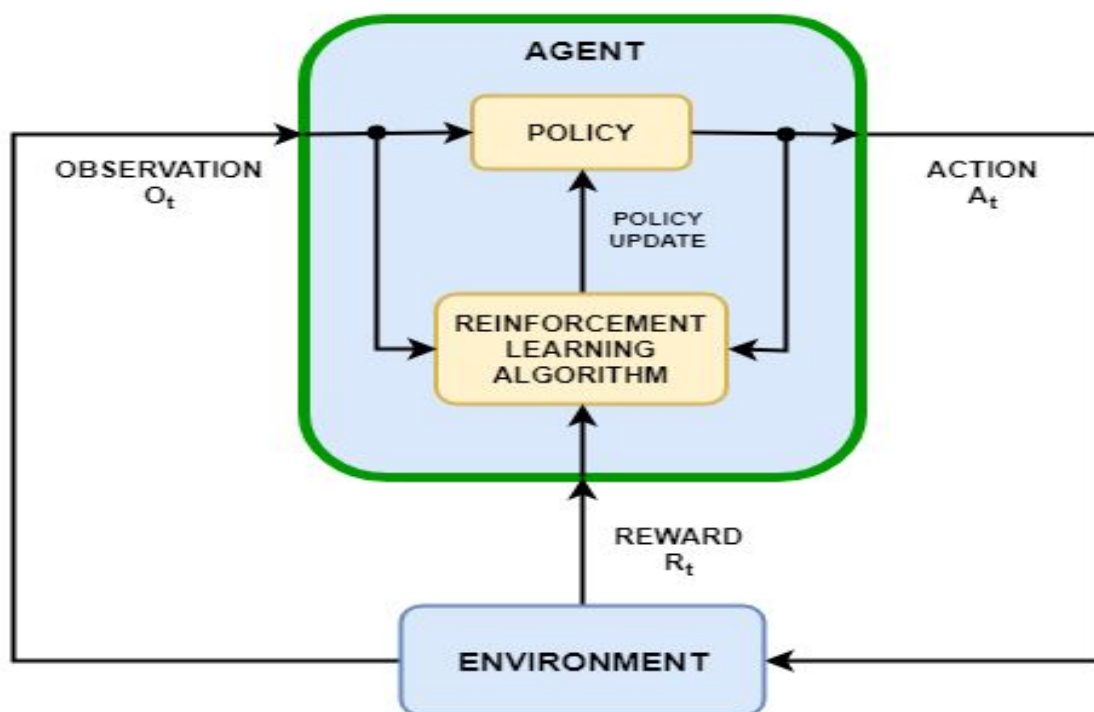 AGENT
POLICY
OBSERVATION
Oₜ
ACTION
Aₜ
POLICY
UPDATE
REINFORCEMENT
LEARNING
ALGORITHM
REWARD
Rₜ
ENVIRONMENT